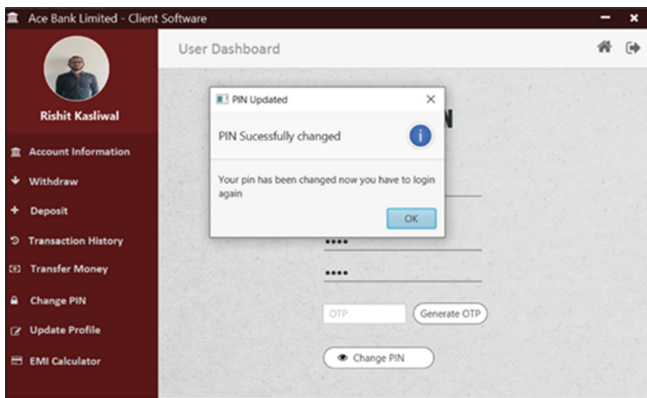 Ace Bank Limited - Client Software
User Dashboard
Rishit Kasliwal
Account Information
Withdraw
Deposit
Transaction History
Transfer Money
Change PIN
Update Profile
EMI Calculator
PIN Updated
PIN Sucessfully changed
Your pin has been changed now you have to login
again
OK
N
••••
••••
OTP
Generate OTP
Change PIN